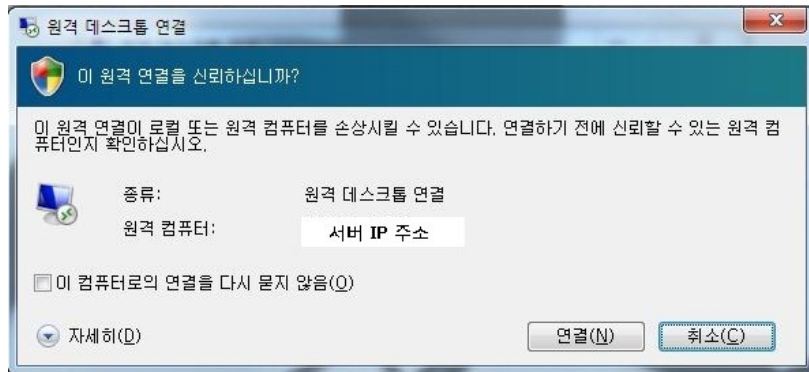 원격 데스크톱 연결
이 원격 연결을 신뢰하십니까?
이 원격 연결이 로컬 또는 원격 컴퓨터를 손상시킬 수 있습니다. 연결하기 전에 신뢰할 수 있는 원격 컴
퓨터인지 확인하십시오.
종류: 원격 데스크톱 연결
원격 컴퓨터: 서버 IP 주소
이 컴퓨터로의 연결을 다시 묻지 않음(O)
자세히(D) 연결(N) 취소(C)